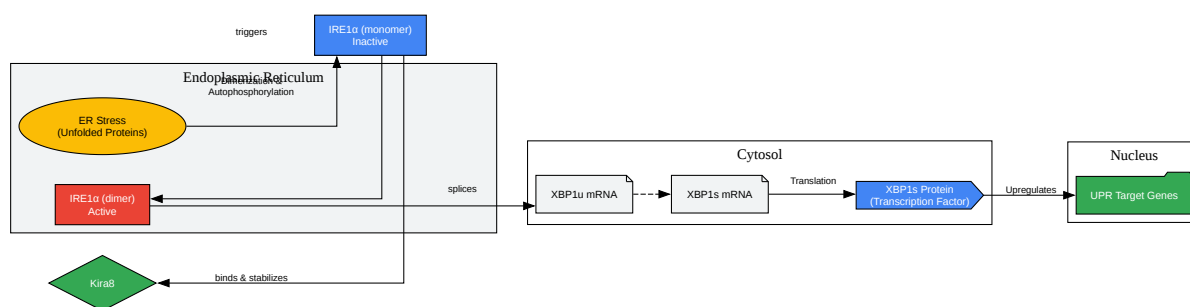 triggers
IRE1α (monomer)
Inactive
Endoplasmic Reticulum
Dimerization &
Autophosphorylation
ER Stress
(Unfolded Proteins)
IRE1α (dimer)
Active
splices
Cytosol
XBP1u mRNA
XBP1s mRNA
Translation
XBP1s Protein
(Transcription Factor)
Upregulates
Nucleus
UPR Target Genes
Kira8
binds & stabilizes